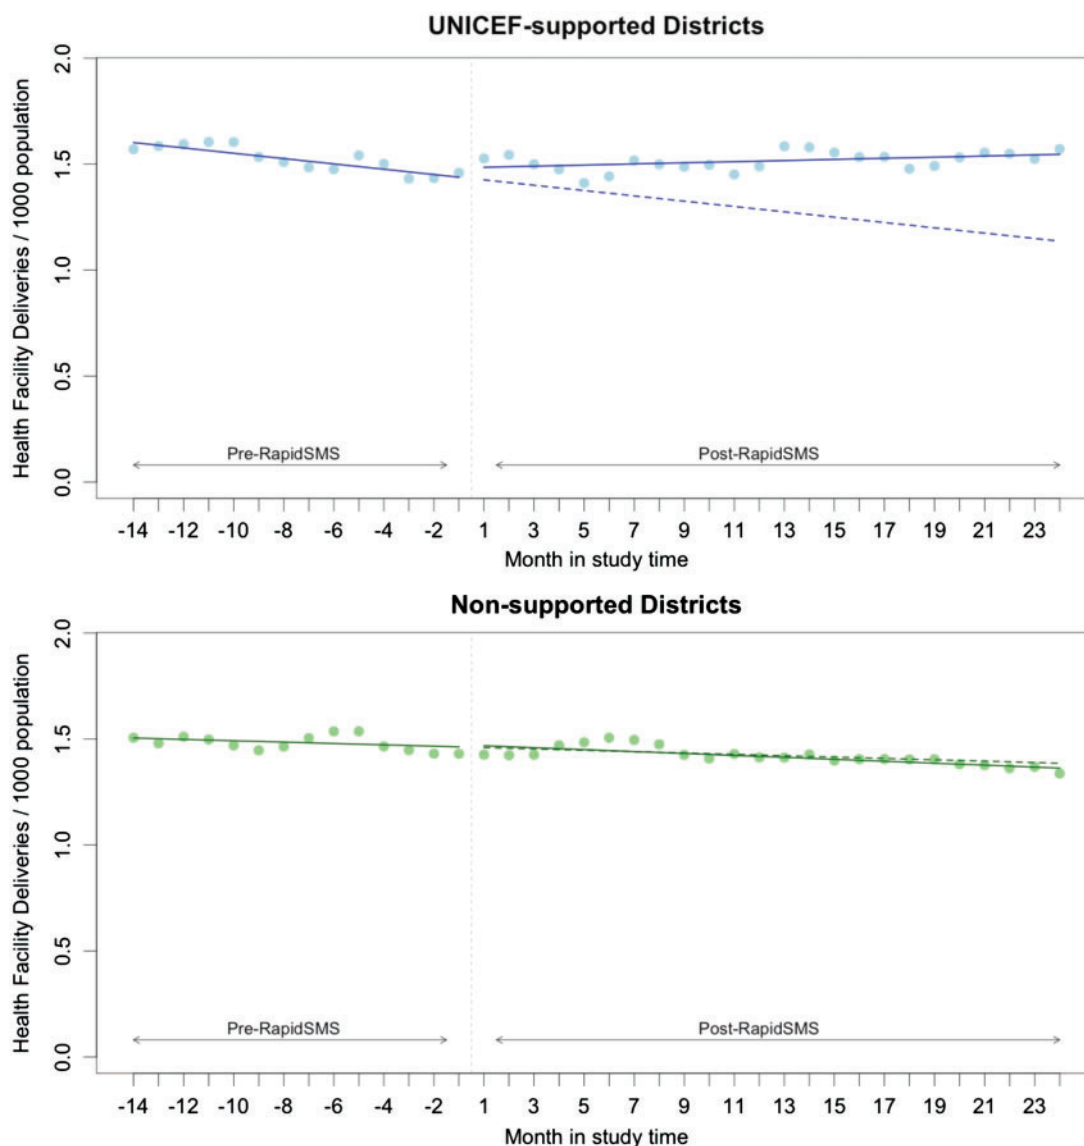 UNICEF-supported Districts
Health Facility Deliveries / 1000 population
2.0
1.5
1.0
0.5
0.0
Pre-RapidSMS
Post-RapidSMS
-14 -12 -10 -8 -6 -4 -2 1 3 5 7 9 11 13 15 17 19 21 23
Month in study time
Non-supported Districts
Health Facility Deliveries / 1000 population
2.0
1.5
1.0
0.5
0.0
Pre-RapidSMS
Post-RapidSMS
-14 -12 -10 -8 -6 -4 -2 1 3 5 7 9 11 13 15 17 19 21 23
Month in study time